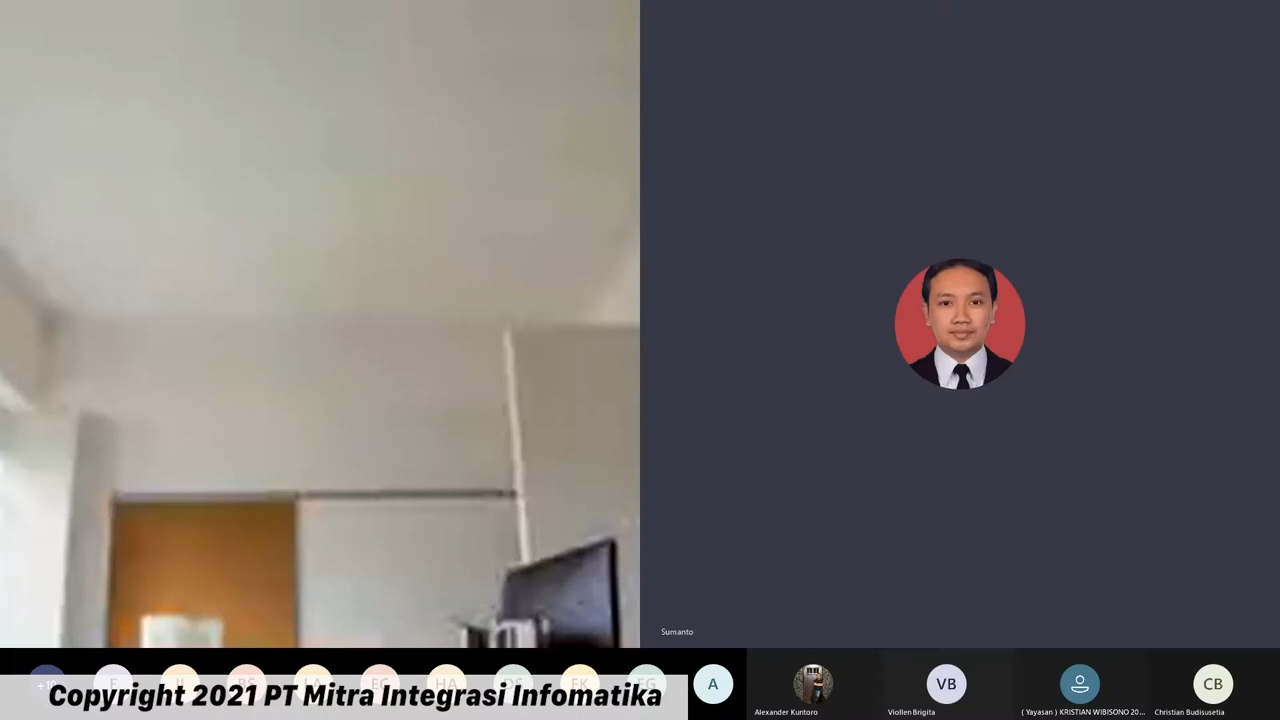 Sumanto
A
VB
CB
Alexander Kuntoro
Viollen Brigita
( Yayasan ) KRISTIAN WIBISONO 20...
Christian Budisusetia
Copyright 2021 PT Mitra Integrasi Infomatika